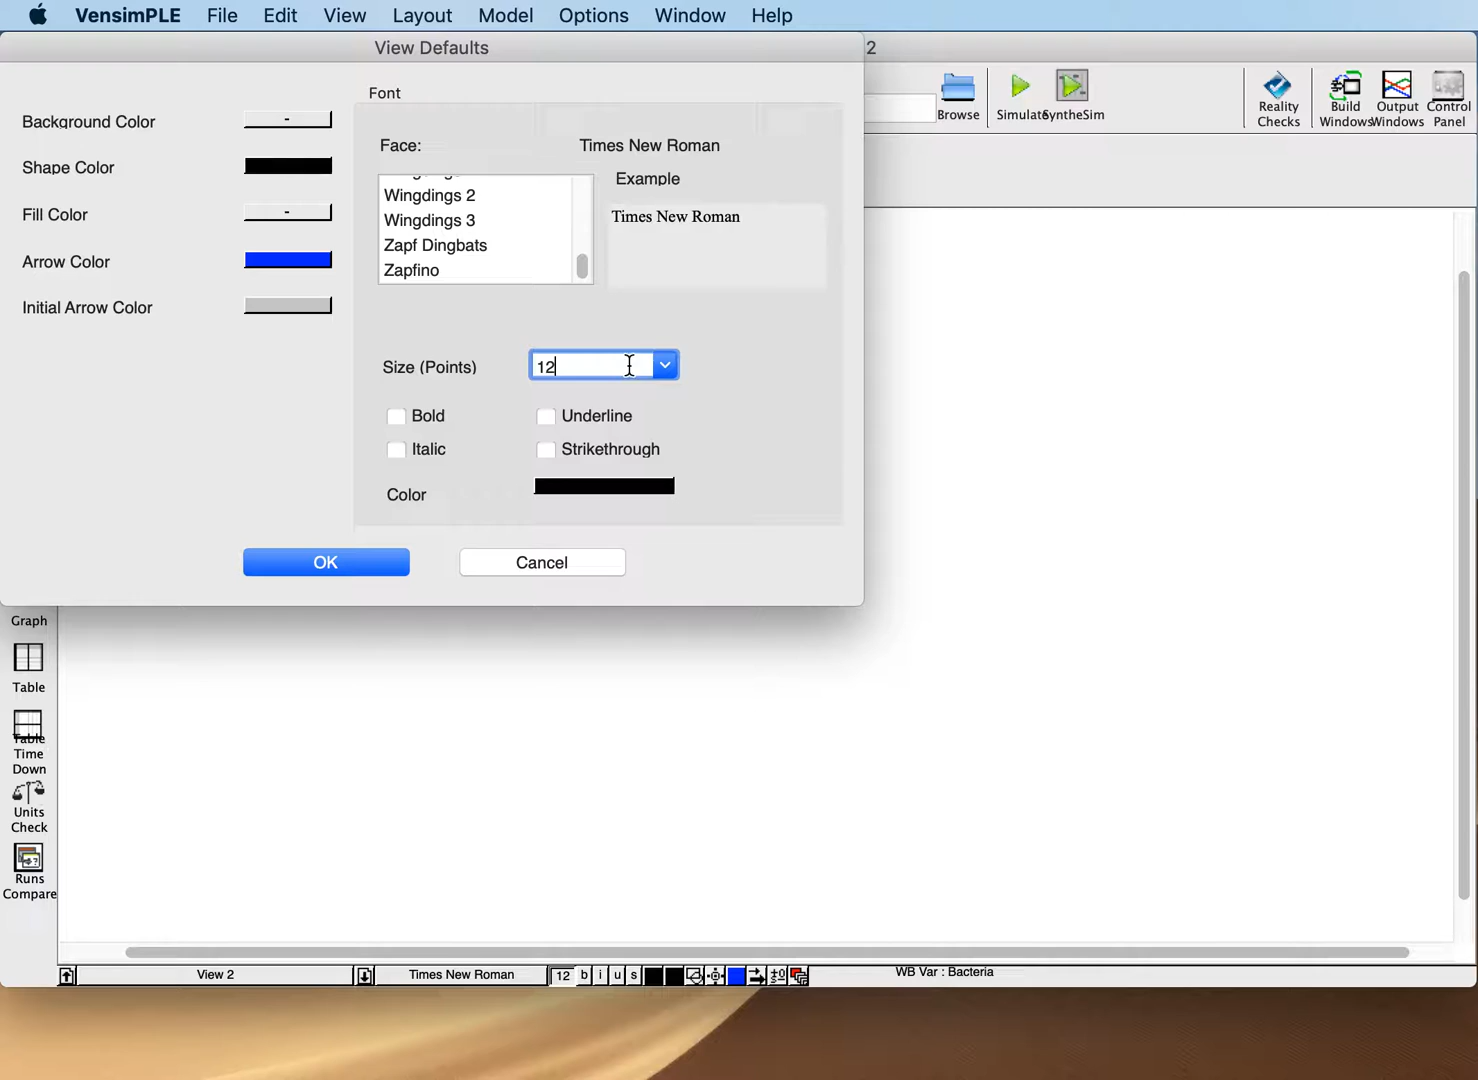 VensimPLE File Edit View Layout Model Options Window Help
View Defaults
2
Font
Background Color
-
Shape Color
Fill Color
-
Arrow Color
Initial Arrow Color
Face:
Times New Roman
Example
Wingdings 2
Wingdings 3
Zapf Dingbats
Zapfino
Times New Roman
Size (Points)
12
Bold
Underline
Italic
Strikethrough
Color
OK
Cancel
Browse
Simulate
SyntheSim
Reality
Checks
Build
Windows
Output
Windows
Control
Panel
Graph
Table
Table
Time
Down
Units
Check
Runs
Compare
View 2
Times New Roman
12
b i u s
WB Var : Bacteria